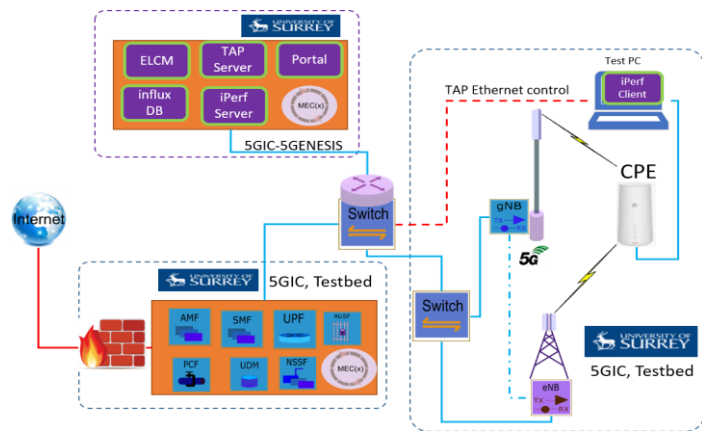 UNIVERSITY OF
SURREY
ELCM
TAP
Server
Portal
influx
DB
iPerf
Server
MEC(x)
5GIC-5GENESIS
Test PC
iPerf
Client
TAP Ethernet control
CPE
Internet
Switch
gNB
TX
RX
5G
UNIVERSITY OF
SURREY
5GIC, Testbed
AMF
SMF
UPF
AUSF
PCF
UDM
NSSF
MEC(x)
Switch
UNIVERSITY OF
SURREY
5GIC, Testbed
eNB
TX
RX